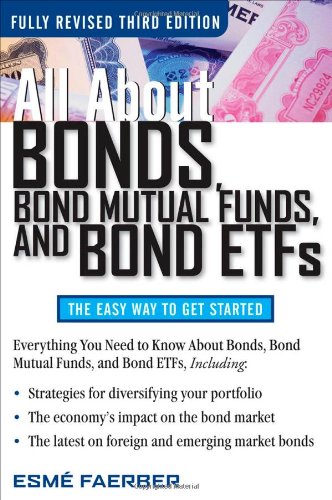 FULLY REVISED THIRD EDITION
All About
BONDS,
BOND MUTUAL FUNDS,
AND BOND ETFs
THE EASY WAY TO GET STARTED
Everything You Need to Know About Bonds, Bond
Mutual Funds, and Bond ETFs, Including:
• Strategies for diversifying your portfolio
• The economy's impact on the bond market
• The latest on foreign and emerging market bonds
ESMÉ FAERBER